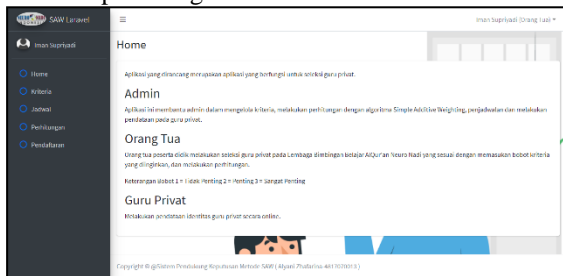 SAW Laravel
Iman Supriyadi (Orang Tua)
Iman Supriyadi
Home
Home
Kriteria
Jadwal
Perhitungan
Pendaftaran
Aplikasi yang dirancang merupakan aplikasi yang berfungsi untuk seleksi guru privat.
Admin
Aplikasi ini membantu admin dalam mengelola kriteria, melakukan perhitungan dengan algoritma Simple Additive Weighting, penjadwalan dan melakukan
pendataan pada guru privat.
Orang Tua
Orang tua peserta didik melakukan seleksi guru privat pada Lembaga Bimbingan Belajar AlQur'an Neuro Nadi yang sesuai dengan memasukan bobot kriteria
yang diinginkan, dan melakukan perhitungan.
Keterangan Bobot 1 = Tidak Penting 2 = Penting 3 = Sangat Penting
Guru Privat
Melakukan pendataan identitas guru privat secara online.
Copyright © @Sistem Pendukung Keputusan Metode SAW (